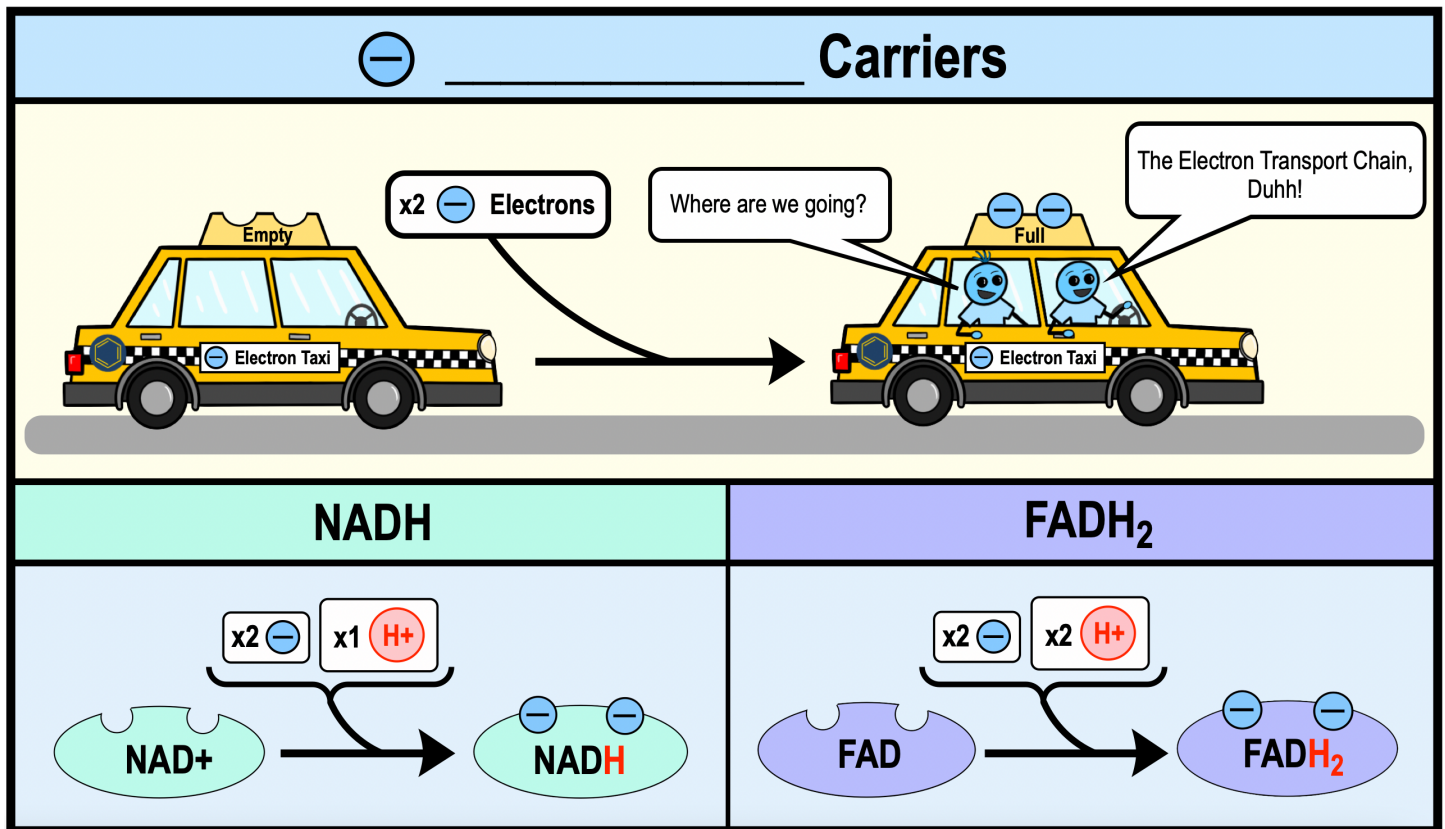 ⊖ ______________ Carriers
x2 ⊖ Electrons
Where are we going?
The Electron Transport Chain,
Duhh!
Empty
Full
⊖ Electron Taxi
⊖ Electron Taxi
NADH
FADH₂
x2 ⊖
x1 H+
x2 ⊖
x2 H+
NAD+
NADH
FAD
FADH₂